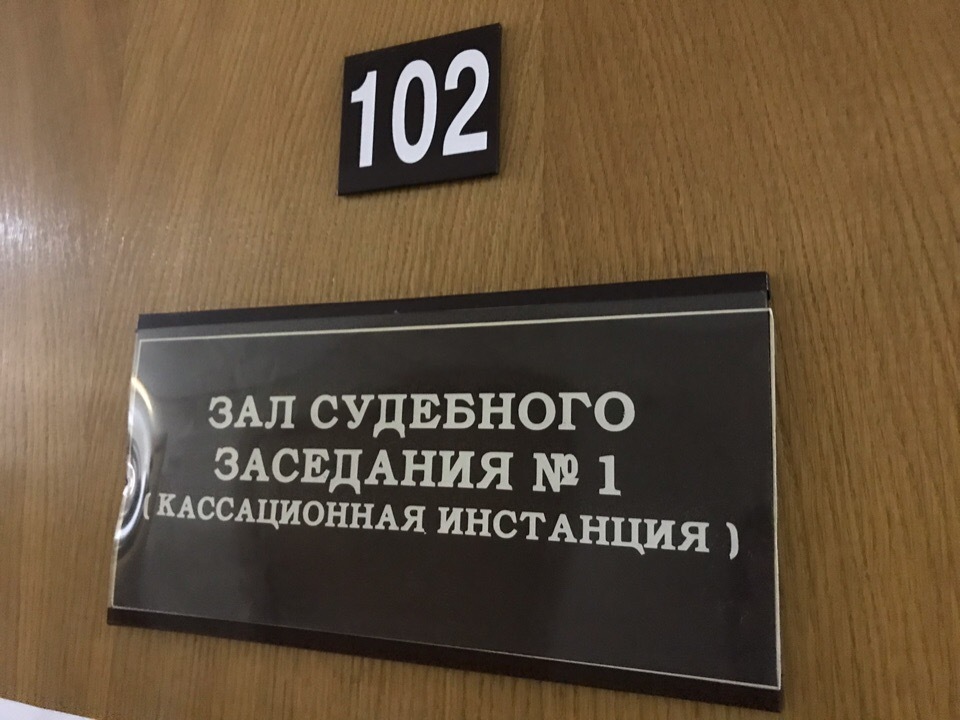 102
ЗАЛ СУДЕБНОГО
ЗАСЕДАНИЯ № 1
( КАССАЦИОННАЯ ИНСТАНЦИЯ )